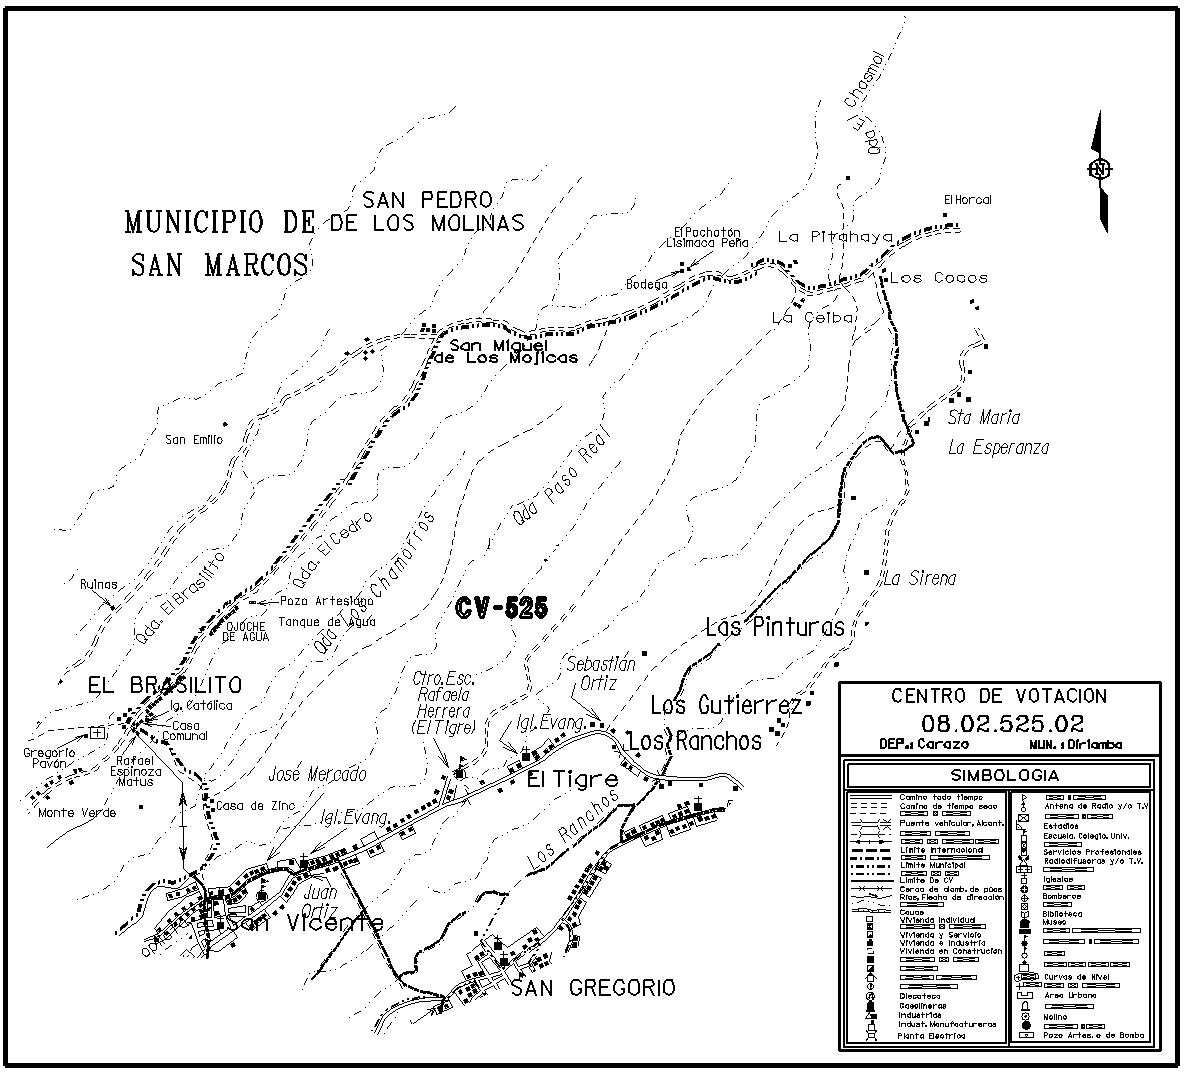 Qda El Chasmol
N
El Horcal
SAN PEDRO
DE LOS MOLINAS
MUNICIPIO DE
SAN MARCOS
El Pochotón
Lisimaca Peña
La Pitahaya
Bodega
Los Cocos
La Ceiba
San Miguel
de Los Mojicas
Sta Maria
La Esperanza
San Emilio
Qda Paso Real
Qda. El Cedro
Qda Los Chamorros
Qda. El Brasilito
Ruinas
Pozo Artesiano
Tanque de Agua
OJOCHE
DE AGUA
CV-525
La Sirena
Las Pinturas
Sebastián
Ortiz
Ctro. Esc.
Rafaela
Herrera
(El Tigre)
EL BRASILITO
Ig. Católica
Casa
Comunal
Igl. Evang.
Los Gutierrez
Los Ranchos
Gregorio
Pavón
Rafael
Espinoza
Matus
El Tigre
José Mercado
Monte Verde
Casa de Zinc
Igl. Evang.
Los Ranchos
Juan
Ortiz
San Vicente
SAN GREGORIO
CENTRO DE VOTACION
08.02.525.02
DEP.: Carazo
MUN. : Diriamba
SIMBOLOGIA
Camino todo tiempo
Camino de tiempo seco
Puente vehicular, Alcant.
Límite Internacional
Límite Municipal
Límite De CV
Cerca de alamb. de púas
Ríos, Flecha de dirección
Cauce
Vivienda Individual
Vivienda y Servicio
Vivienda e Industria
Vivienda en Construcción
Discoteca
Gasolineras
Industrias
Indust. Manufactureras
Planta Electrica
Antena de Radio y/o T.V
Estadios
Escuela, Colegio, Univ.
Servicios Profesionales
Radiodifusoras y/o T.V.
Iglesias
Bomberos
Biblioteca
Museo
Curvas de Nivel
Area Urbana
Molino
Pozo Artes. o de Bomba